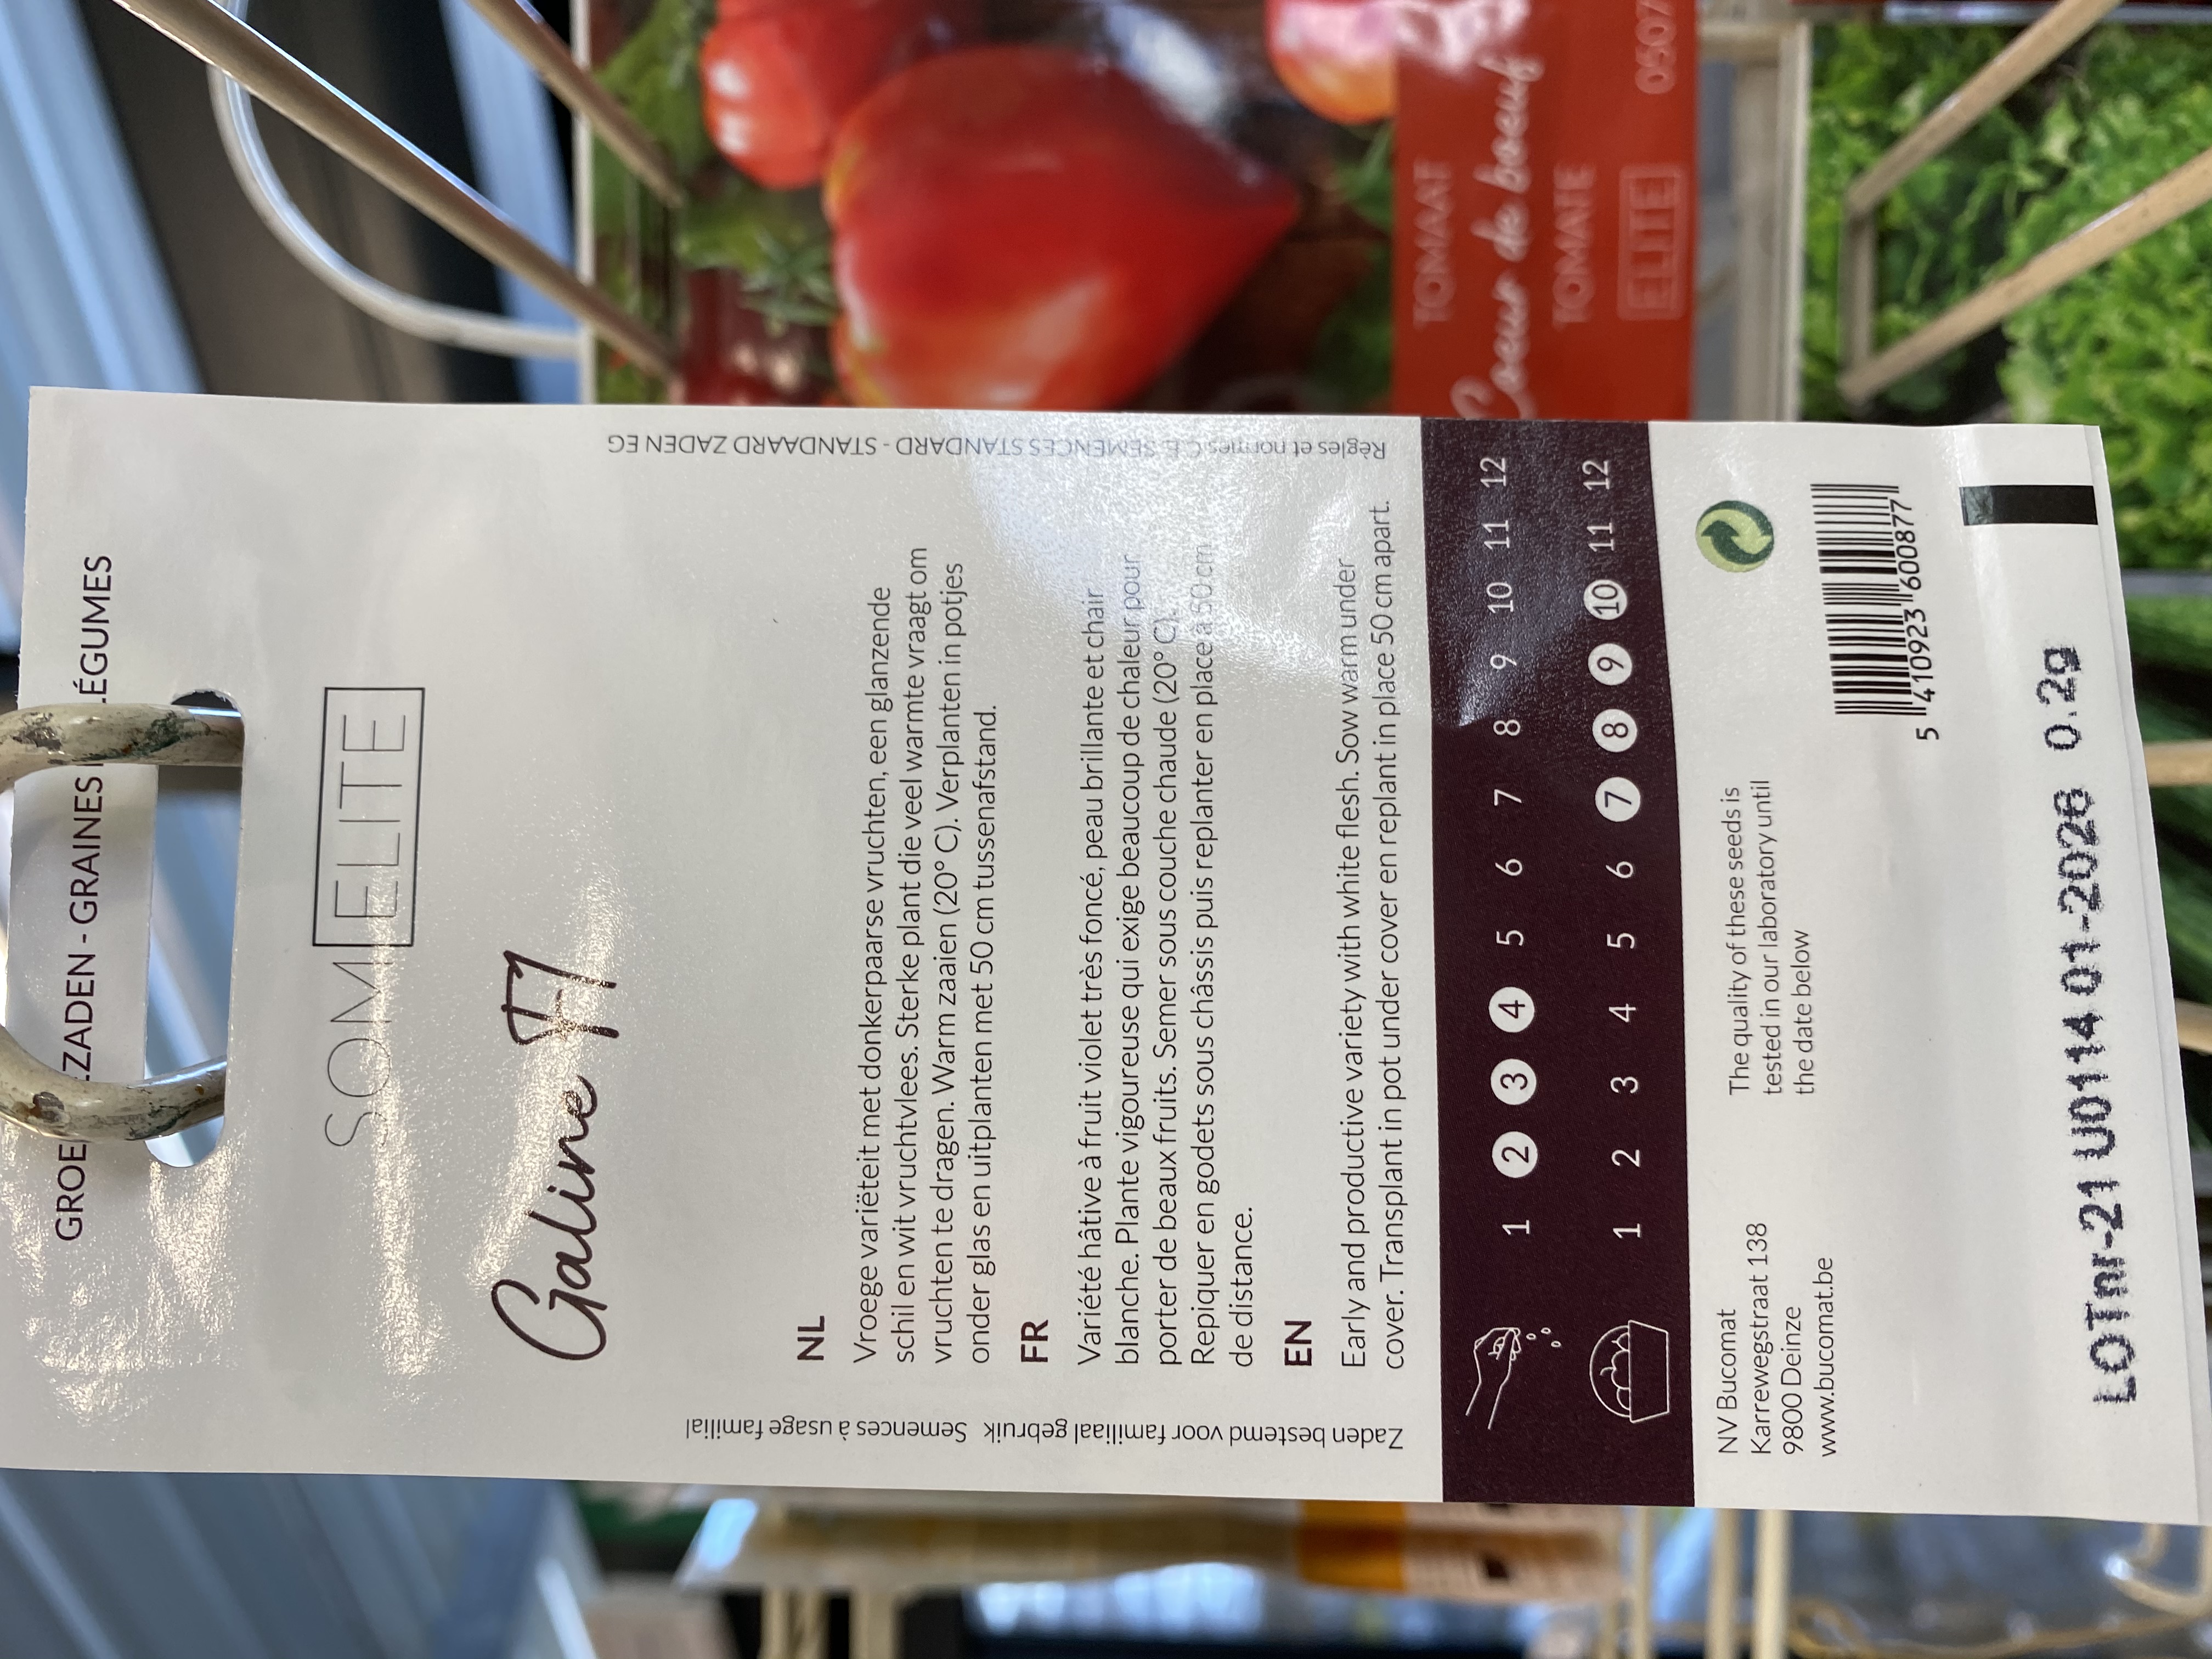 GROE ZADEN - GRAINES LÉGUMES
SOM ELITE
Galine F1
NL
Vroege variëteit met donkerpaarse vruchten, een glanzende
schil en wit vruchtvlees. Sterke plant die veel warmte vraagt om
vruchten te dragen. Warm zaaien (20° C). Verplanten in potjes
onder glas en uitplanten met 50 cm tussenafstand.
FR
Variété hâtive à fruit violet très foncé, peau brillante et chair
blanche. Plante vigoureuse qui exige beaucoup de chaleur pour
porter de beaux fruits. Semer sous couche chaude (20° C).
Repiquer en godets sous châssis puis replanter en place à 50 cm
de distance.
EN
Early and productive variety with white flesh. Sow warm under
cover. Transplant in pot under cover en replant in place 50 cm apart.
Zaden bestemd voor familiaal gebruik Semences à usage familial
Règles et normes C.E. SEMENCES STANDARD - STANDAARD ZADEN EG
1 2 3 4 5 6 7 8 9 10 11 12
1 2 3 4 5 6 7 8 9 10 11 12
NV Bucomat
Karrewegstraat 138
9800 Deinze
www.bucomat.be
The quality of these seeds is
tested in our laboratory until
the date below
5 410923 600877
LOTnr-21 U0114 01-2026 0.2g
TOMAAT
Coeur de boeuf
TOMATE
ELITE
0507